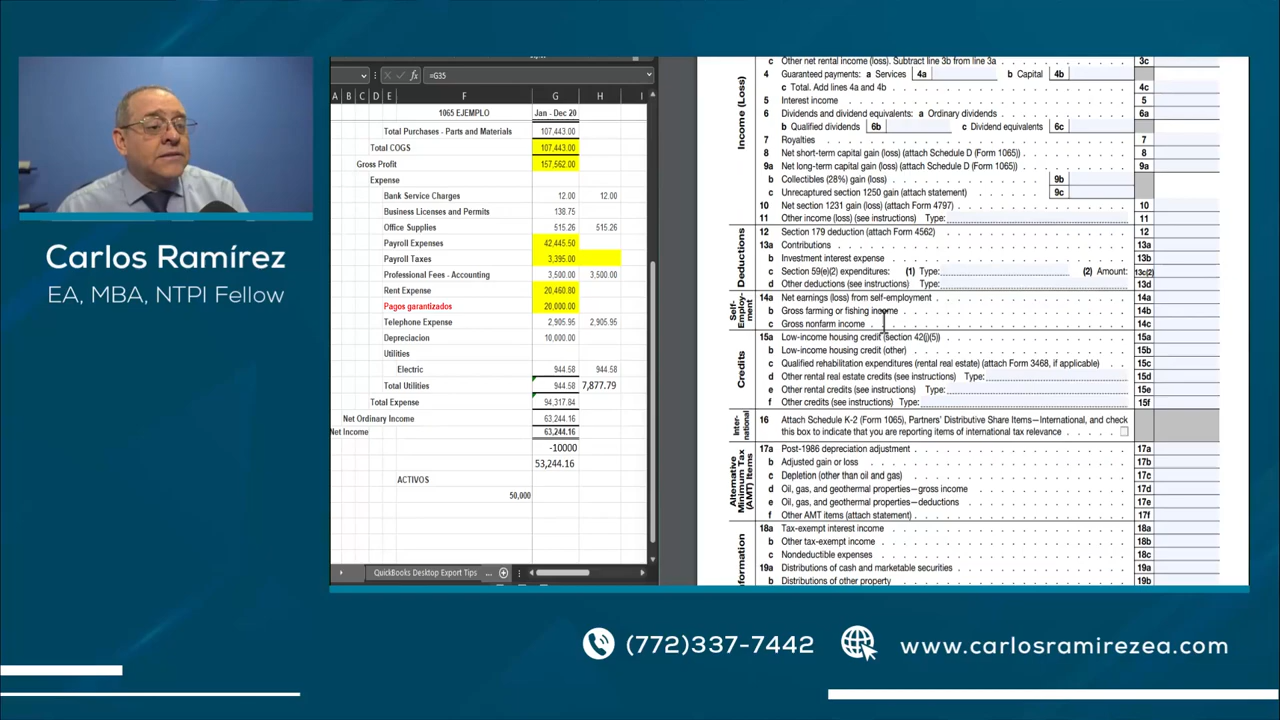 Carlos Ramírez
EA, MBA, NTPI Fellow
fx =G35
A B C D E F G H I
1065 EJEMPLO Jan - Dec 20
Total Purchases - Parts and Materials 107,443.00
Total COGS 107,443.00
Gross Profit 157,562.00
Expense
Bank Service Charges 12.00 12.00
Business Licenses and Permits 138.75
Office Supplies 515.26 515.26
Payroll Expenses 42,445.50
Payroll Taxes 3,395.00
Professional Fees - Accounting 3,500.00 3,500.00
Rent Expense 20,460.80
Pagos garantizados 20,000.00
Telephone Expense 2,905.95 2,905.95
Depreciacion 10,000.00
Utilities
Electric 944.58 944.58
Total Utilities 944.58 7,877.79
Total Expense 94,317.84
Net Ordinary Income 63,244.16
Net Income 63,244.16
-10000
53,244.16
ACTIVOS
50,000
QuickBooks Desktop Export Tips ...
Income (Loss)
c Other net rental income (loss). Subtract line 3b from line 3a 3c
4 Guaranteed payments: a Services 4a b Capital 4b
c Total. Add lines 4a and 4b 4c
5 Interest income 5
6 Dividends and dividend equivalents: a Ordinary dividends 6a
b Qualified dividends 6b c Dividend equivalents 6c
7 Royalties 7
8 Net short-term capital gain (loss) (attach Schedule D (Form 1065)) 8
9a Net long-term capital gain (loss) (attach Schedule D (Form 1065)) 9a
b Collectibles (28%) gain (loss) 9b
c Unrecaptured section 1250 gain (attach statement) 9c
10 Net section 1231 gain (loss) (attach Form 4797) 10
11 Other income (loss) (see instructions) Type: 11
Deductions
12 Section 179 deduction (attach Form 4562) 12
13a Contributions 13a
b Investment interest expense 13b
c Section 59(e)(2) expenditures: (1) Type: (2) Amount: 13c(2)
d Other deductions (see instructions) Type: 13d
Self-Employ-ment
14a Net earnings (loss) from self-employment 14a
b Gross farming or fishing income 14b
c Gross nonfarm income 14c
Credits
15a Low-income housing credit (section 42(j)(5)) 15a
b Low-income housing credit (other) 15b
c Qualified rehabilitation expenditures (rental real estate) (attach Form 3468, if applicable) 15c
d Other rental real estate credits (see instructions) Type: 15d
e Other rental credits (see instructions) Type: 15e
f Other credits (see instructions) Type: 15f
Inter-national
16 Attach Schedule K-2 (Form 1065), Partners' Distributive Share Items—International, and check
this box to indicate that you are reporting items of international tax relevance
Alternative Minimum Tax (AMT) Items
17a Post-1986 depreciation adjustment 17a
b Adjusted gain or loss 17b
c Depletion (other than oil and gas) 17c
d Oil, gas, and geothermal properties—gross income 17d
e Oil, gas, and geothermal properties—deductions 17e
f Other AMT items (attach statement) 17f
nformation
18a Tax-exempt interest income 18a
b Other tax-exempt income 18b
c Nondeductible expenses 18c
19a Distributions of cash and marketable securities 19a
b Distributions of other property 19b
(772)337-7442
www.carlosramirezea.com